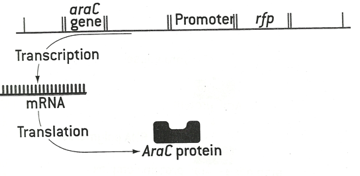 araC
gene
Promoter
rfp
Transcription
mRNA
Translation
AraC protein